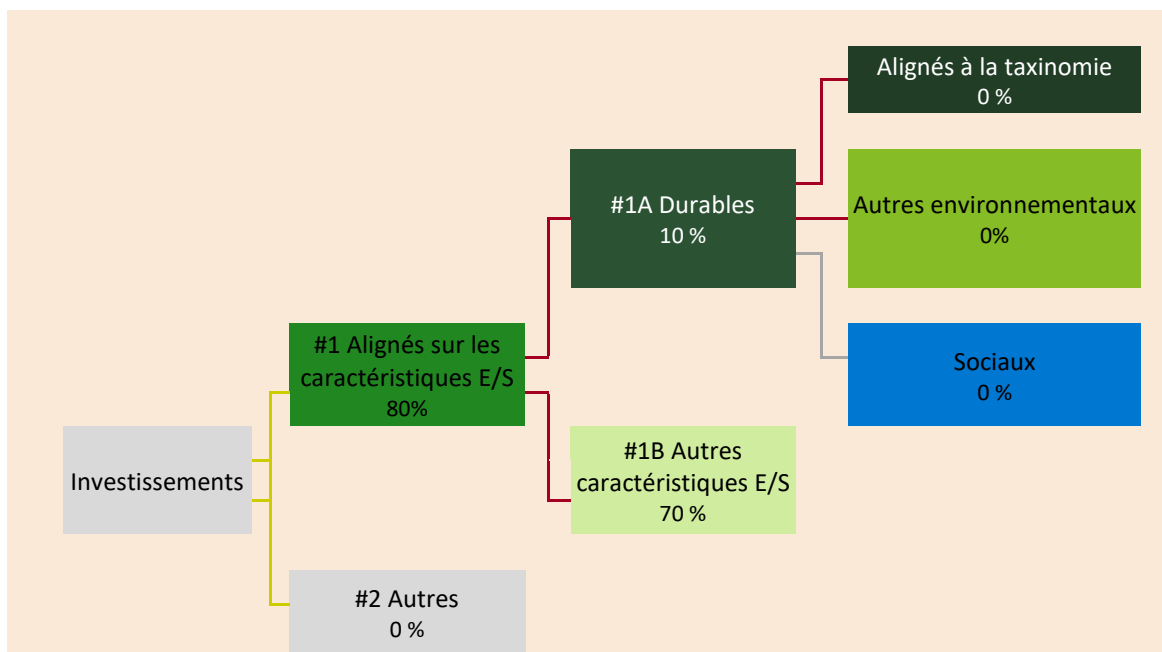 Alignés à la taxinomie
0 %
#1A Durables
10 %
Autres environnementaux
0%
#1 Alignés sur les
caractéristiques E/S
80%
Sociaux
0 %
Investissements
#1B Autres
caractéristiques E/S
70 %
#2 Autres
0 %